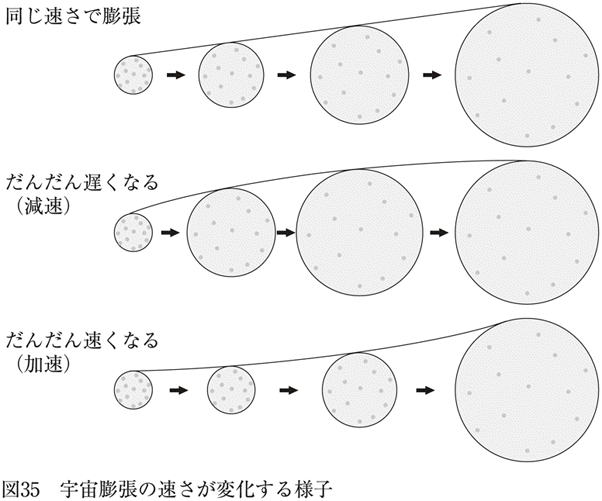 同じ速さで膨張
だんだん遅くなる
（減速）
だんだん速くなる
（加速）
図35　宇宙膨張の速さが変化する様子